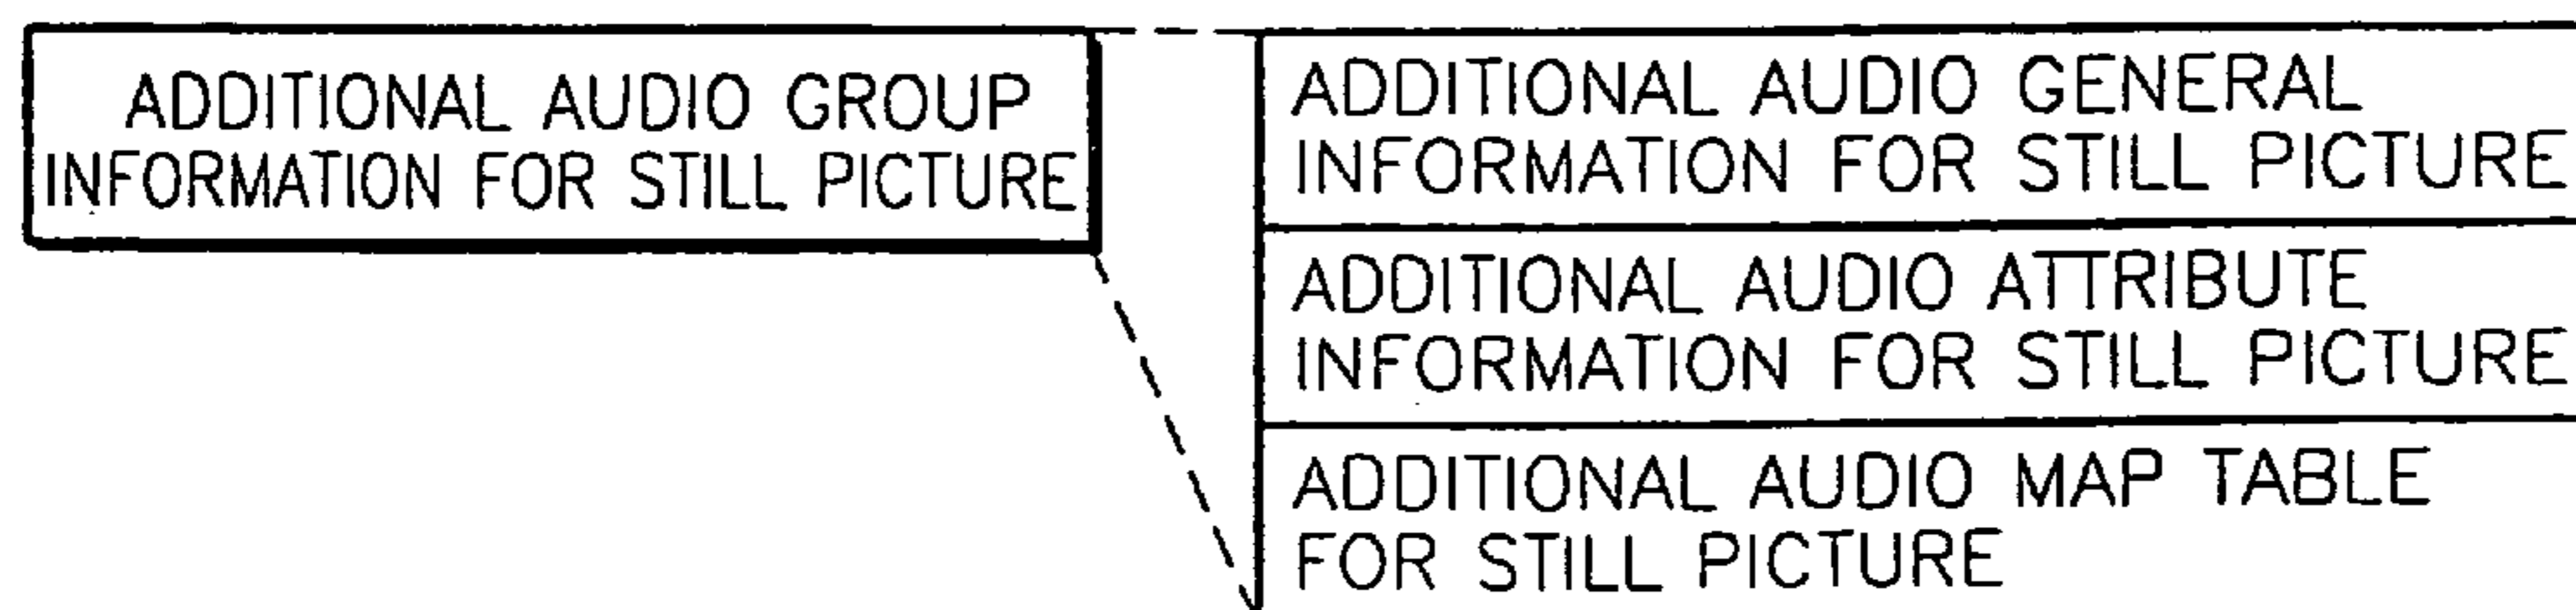 ADDITIONAL AUDIO GROUP
INFORMATION FOR STILL PICTURE
ADDITIONAL AUDIO GENERAL
INFORMATION FOR STILL PICTURE
ADDITIONAL AUDIO ATTRIBUTE
INFORMATION FOR STILL PICTURE
ADDITIONAL AUDIO MAP TABLE
FOR STILL PICTURE